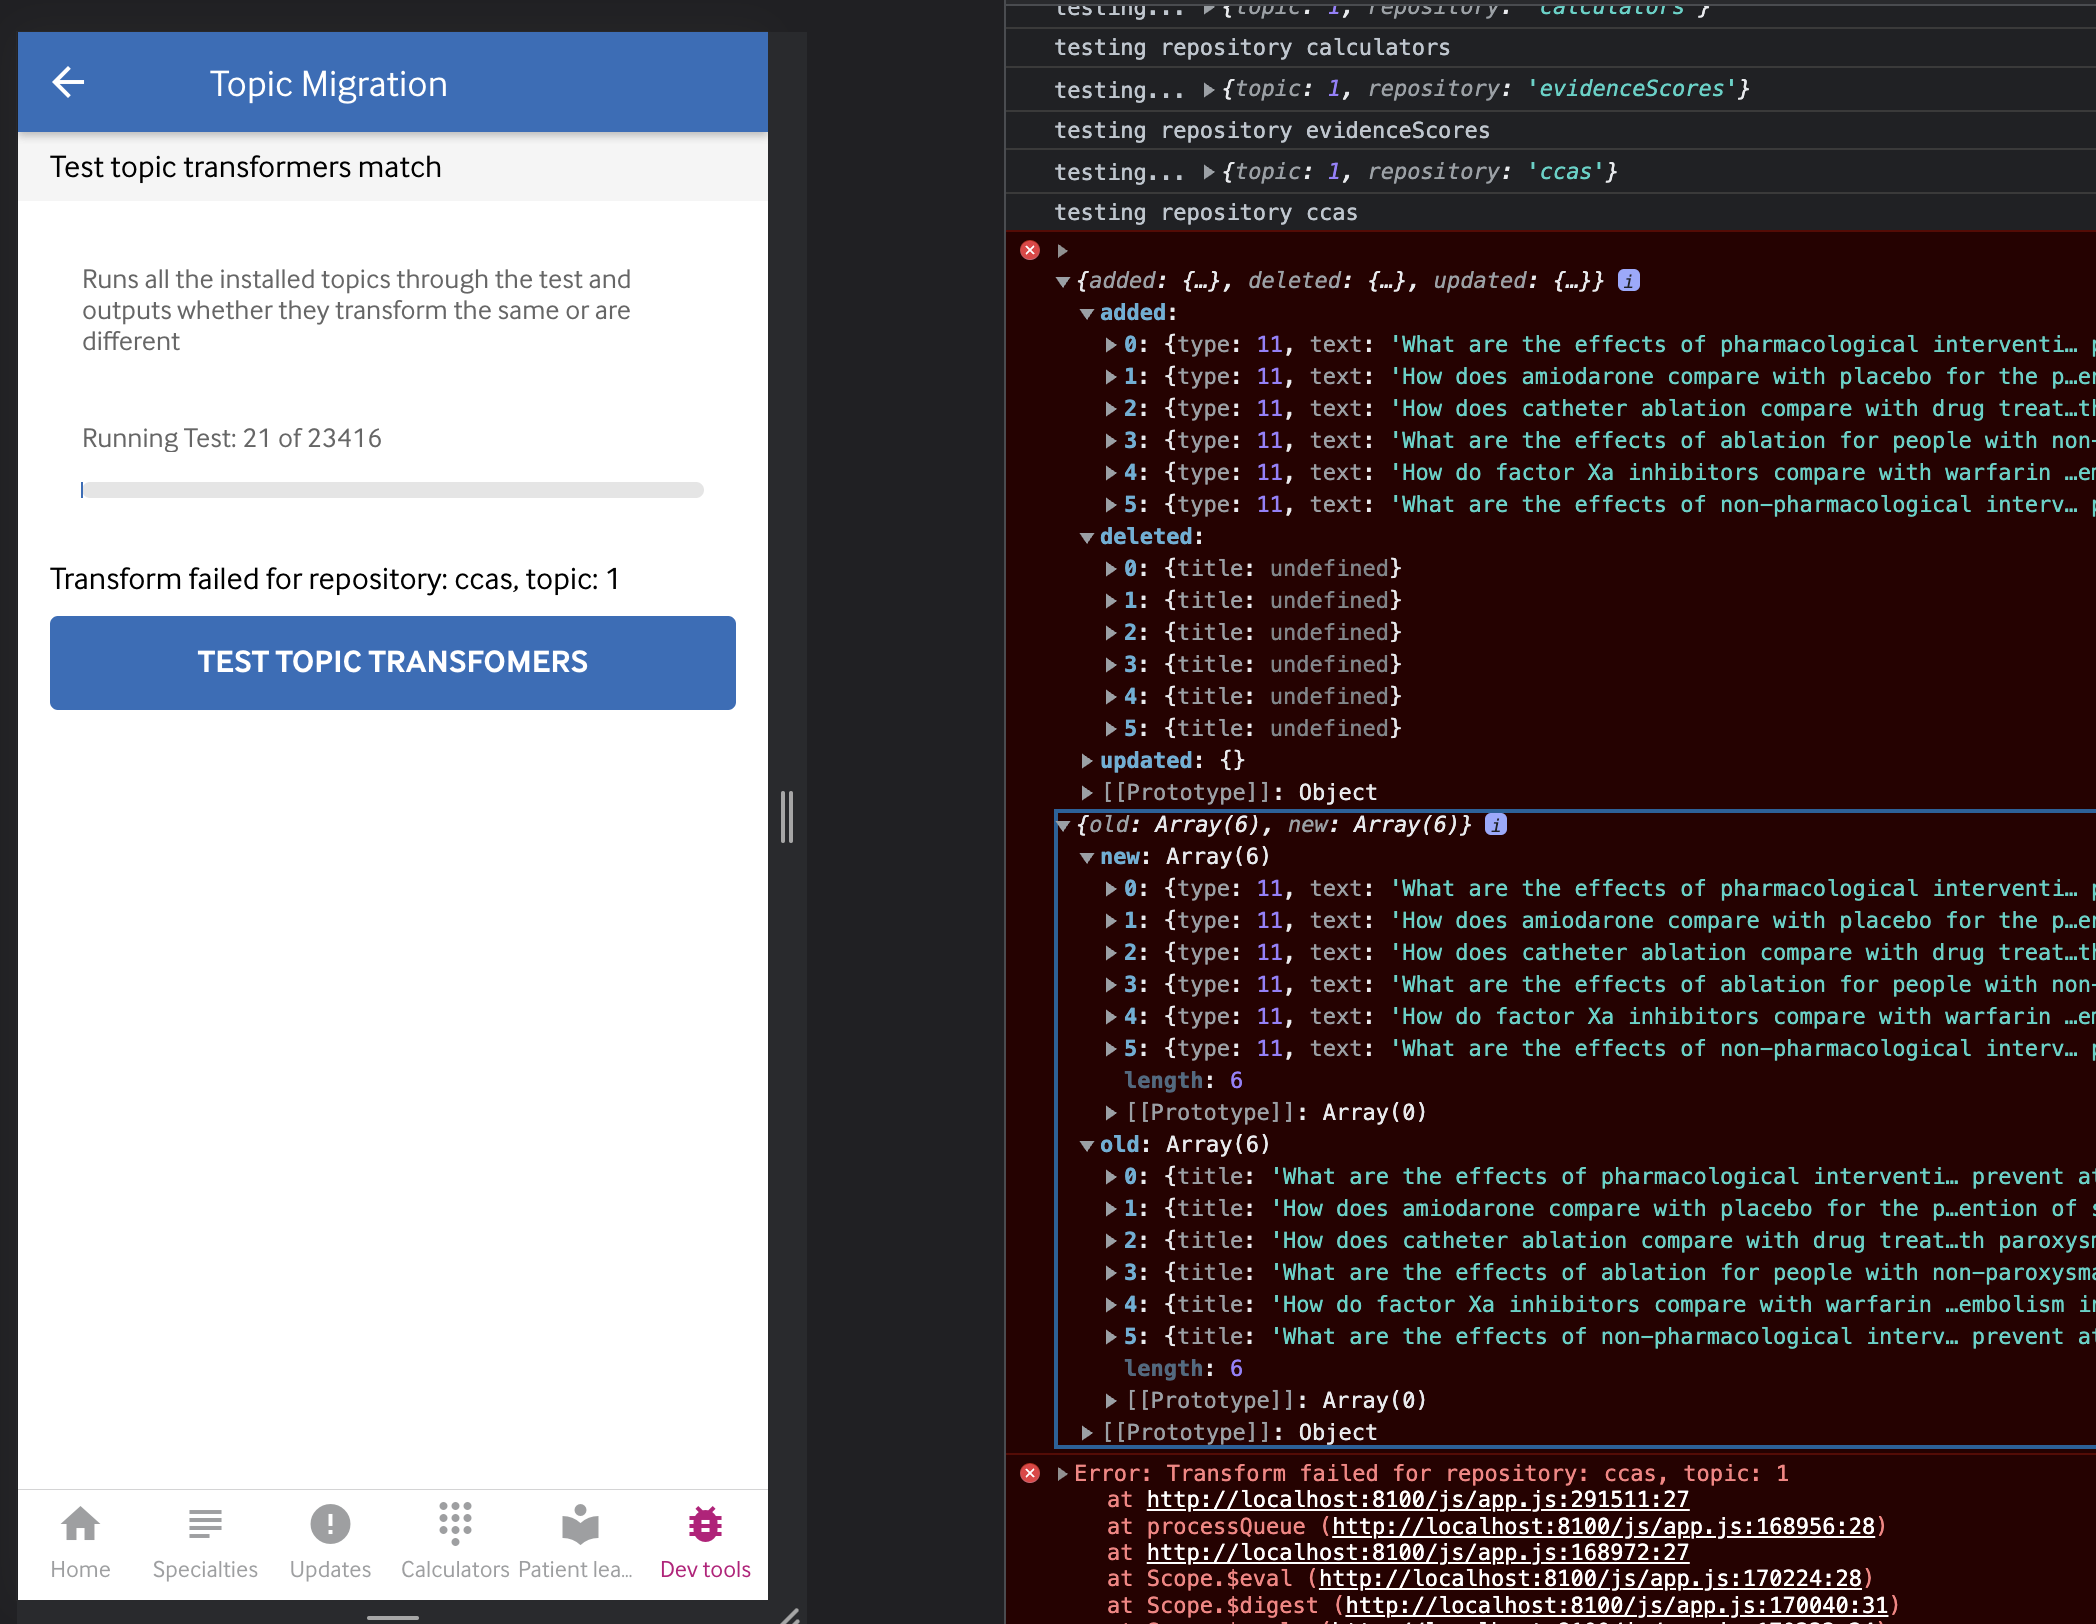 Topic Migration
Test topic transformers match
Runs all the installed topics through the test and
outputs whether they transform the same or are
different
Running Test: 21 of 23416
Transform failed for repository: ccas, topic: 1
TEST TOPIC TRANSFOMERS
Home
Specialties
Updates
Calculators
Patient lea...
Dev tools
testing... {topic: 1, repository: 'calculators'}
testing repository calculators
testing... {topic: 1, repository: 'evidenceScores'}
testing repository evidenceScores
testing... {topic: 1, repository: 'ccas'}
testing repository ccas
{added: {…}, deleted: {…}, updated: {…}} i
added:
0: {type: 11, text: 'What are the effects of pharmacological interventi…
1: {type: 11, text: 'How does amiodarone compare with placebo for the p…er
2: {type: 11, text: 'How does catheter ablation compare with drug treat…th
3: {type: 11, text: 'What are the effects of ablation for people with non-
4: {type: 11, text: 'How do factor Xa inhibitors compare with warfarin …em
5: {type: 11, text: 'What are the effects of non-pharmacological interv…
deleted:
0: {title: undefined}
1: {title: undefined}
2: {title: undefined}
3: {title: undefined}
4: {title: undefined}
5: {title: undefined}
updated: {}
[[Prototype]]: Object
{old: Array(6), new: Array(6)} i
new: Array(6)
0: {type: 11, text: 'What are the effects of pharmacological interventi…
1: {type: 11, text: 'How does amiodarone compare with placebo for the p…er
2: {type: 11, text: 'How does catheter ablation compare with drug treat…th
3: {type: 11, text: 'What are the effects of ablation for people with non-
4: {type: 11, text: 'How do factor Xa inhibitors compare with warfarin …em
5: {type: 11, text: 'What are the effects of non-pharmacological interv…
length: 6
[[Prototype]]: Array(0)
old: Array(6)
0: {title: 'What are the effects of pharmacological interventi… prevent at
1: {title: 'How does amiodarone compare with placebo for the p…ention of s
2: {title: 'How does catheter ablation compare with drug treat…th paroxysm
3: {title: 'What are the effects of ablation for people with non-paroxysma
4: {title: 'How do factor Xa inhibitors compare with warfarin …embolism in
5: {title: 'What are the effects of non-pharmacological interv… prevent at
length: 6
[[Prototype]]: Array(0)
[[Prototype]]: Object
Error: Transform failed for repository: ccas, topic: 1
at http://localhost:8100/js/app.js:291511:27
at processQueue (http://localhost:8100/js/app.js:168956:28)
at http://localhost:8100/js/app.js:168972:27
at Scope.$eval (http://localhost:8100/js/app.js:170224:28)
at Scope.$digest (http://localhost:8100/js/app.js:170040:31)